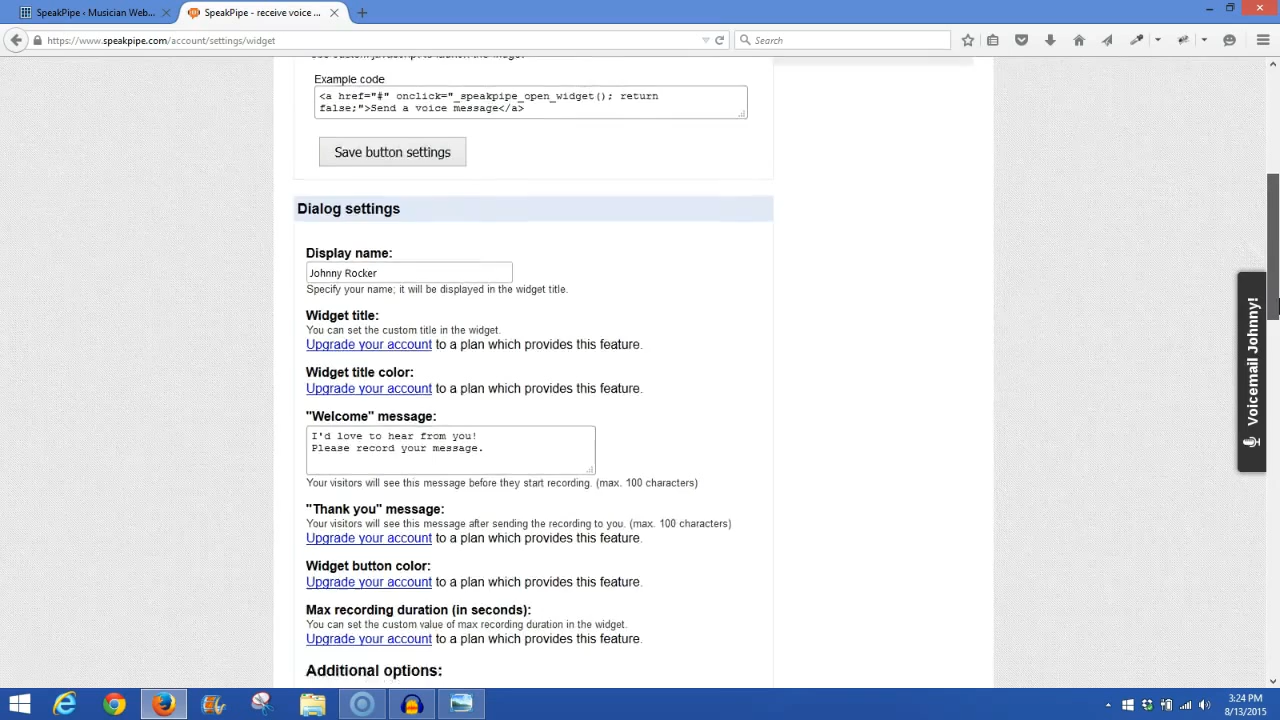 SpeakPipe - Musician Web...
SpeakPipe - receive voice ...
https://www.speakpipe.com/account/settings/widget
Search
Example code
<a href="#" onclick="_speakpipe_open_widget(); return
false;">Send a voice message</a>
Save button settings
Dialog settings
Display name:
Johnny Rocker
Specify your name; it will be displayed in the widget title.
Widget title:
You can set the custom title in the widget.
Upgrade your account to a plan which provides this feature.
Widget title color:
Upgrade your account to a plan which provides this feature.
"Welcome" message:
I'd love to hear from you!
Please record your message.
Your visitors will see this message before they start recording. (max. 100 characters)
"Thank you" message:
Your visitors will see this message after sending the recording to you. (max. 100 characters)
Upgrade your account to a plan which provides this feature.
Widget button color:
Upgrade your account to a plan which provides this feature.
Max recording duration (in seconds):
You can set the custom value of max recording duration in the widget.
Upgrade your account to a plan which provides this feature.
Additional options:
Voicemail Johnny!
3:24 PM
8/13/2015